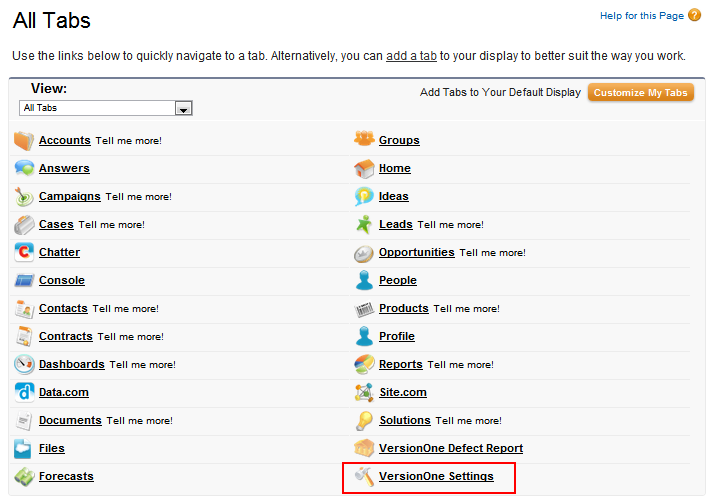 All Tabs
Help for this Page ?
Use the links below to quickly navigate to a tab. Alternatively, you can add a tab to your display to better suit the way you work.
View:
All Tabs
Add Tabs to Your Default Display Customize My Tabs
Accounts Tell me more!
Groups
Answers
Home
Campaigns Tell me more!
Ideas
Cases Tell me more!
Leads Tell me more!
Chatter
Opportunities Tell me more!
Console
People
Contacts Tell me more!
Products Tell me more!
Contracts Tell me more!
Profile
Dashboards Tell me more!
Reports Tell me more!
Data.com
Site.com
Documents Tell me more!
Solutions Tell me more!
Files
VersionOne Defect Report
Forecasts
VersionOne Settings